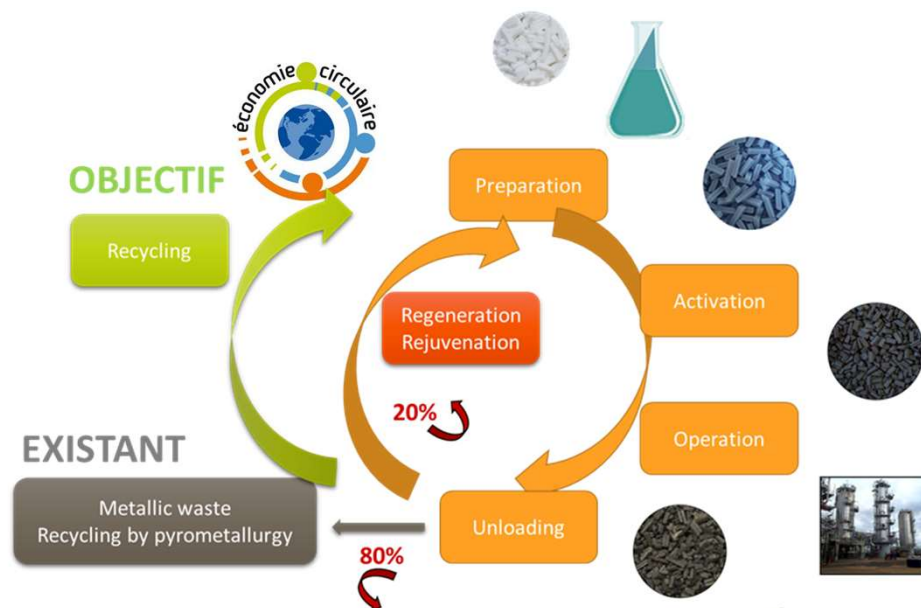 économie circulaire
OBJECTIF
Preparation
Recycling
Activation
Regeneration
Rejuvenation
20%
EXISTANT
Operation
Metallic waste
Recycling by pyrometallurgy
Unloading
80%